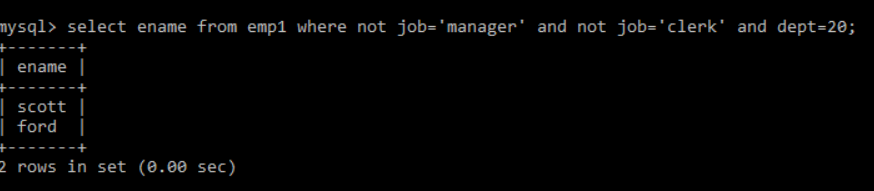 mysql> select ename from emp1 where not job='manager' and not job='clerk' and dept=20;
+-------+
| ename |
+-------+
| scott |
| ford  |
+-------+
2 rows in set (0.00 sec)